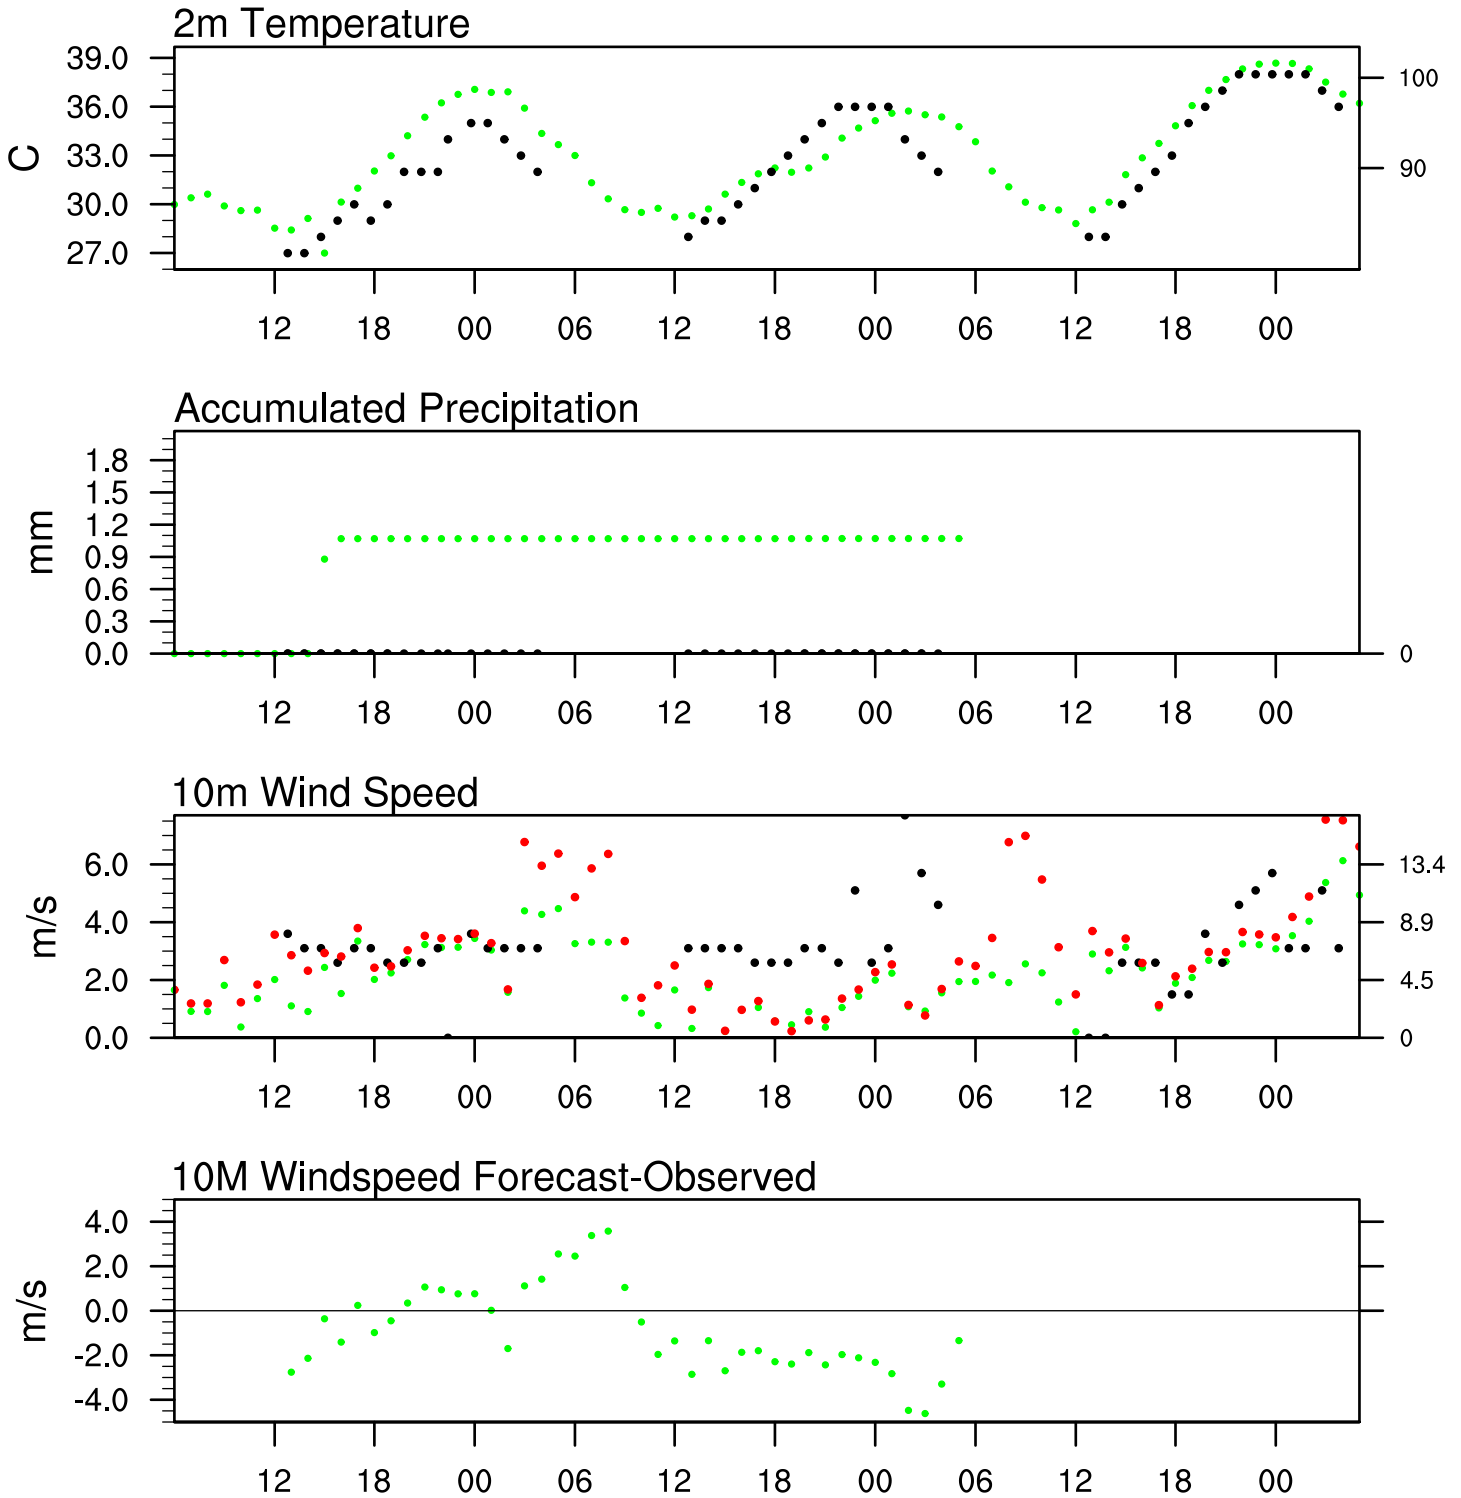 2m Temperature
39.0
36.0
33.0
30.0
27.0
C
100
90
12 18 00 06 12 18 00 06 12 18 00
Accumulated Precipitation
1.8
1.5
1.2
0.9
0.6
0.3
0.0
mm
0
12 18 00 06 12 18 00 06 12 18 00
10m Wind Speed
6.0
4.0
2.0
0.0
m/s
13.4
8.9
4.5
0
12 18 00 06 12 18 00 06 12 18 00
10M Windspeed Forecast-Observed
4.0
2.0
0.0
-2.0
-4.0
m/s
12 18 00 06 12 18 00 06 12 18 00